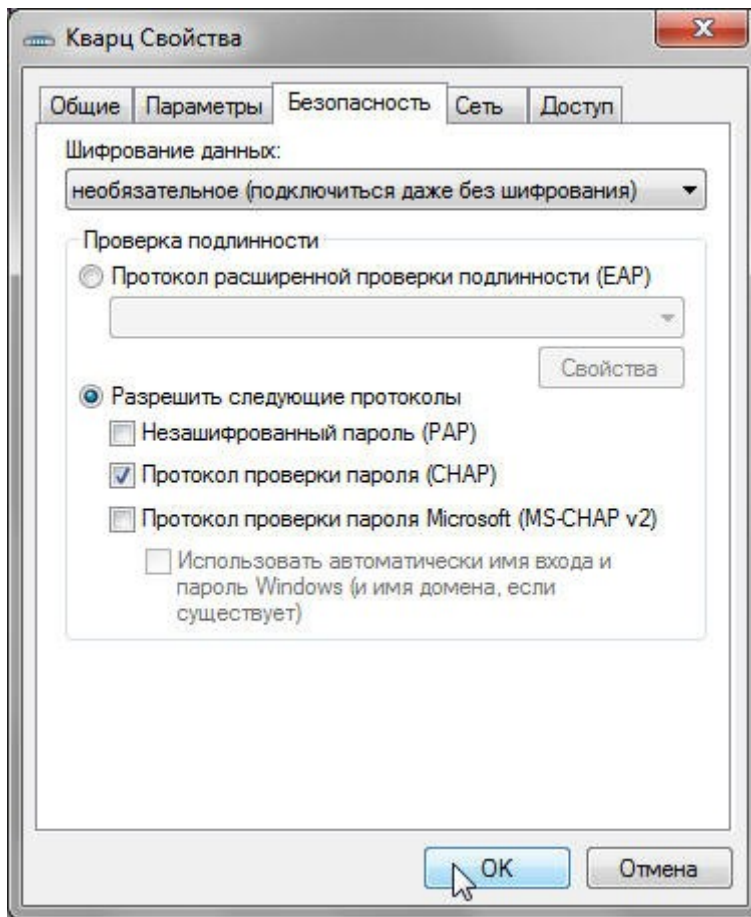 Кварц Свойства
Общие
Параметры
Безопасность
Сеть
Доступ
Шифрование данных:
необязательное (подключиться даже без шифрования)
Проверка подлинности
Протокол расширенной проверки подлинности (EAP)
Свойства
Разрешить следующие протоколы
Незашифрованный пароль (PAP)
Протокол проверки пароля (CHAP)
Протокол проверки пароля Microsoft (MS-CHAP v2)
Использовать автоматически имя входа и
пароль Windows (и имя домена, если
существует)
OK
Отмена